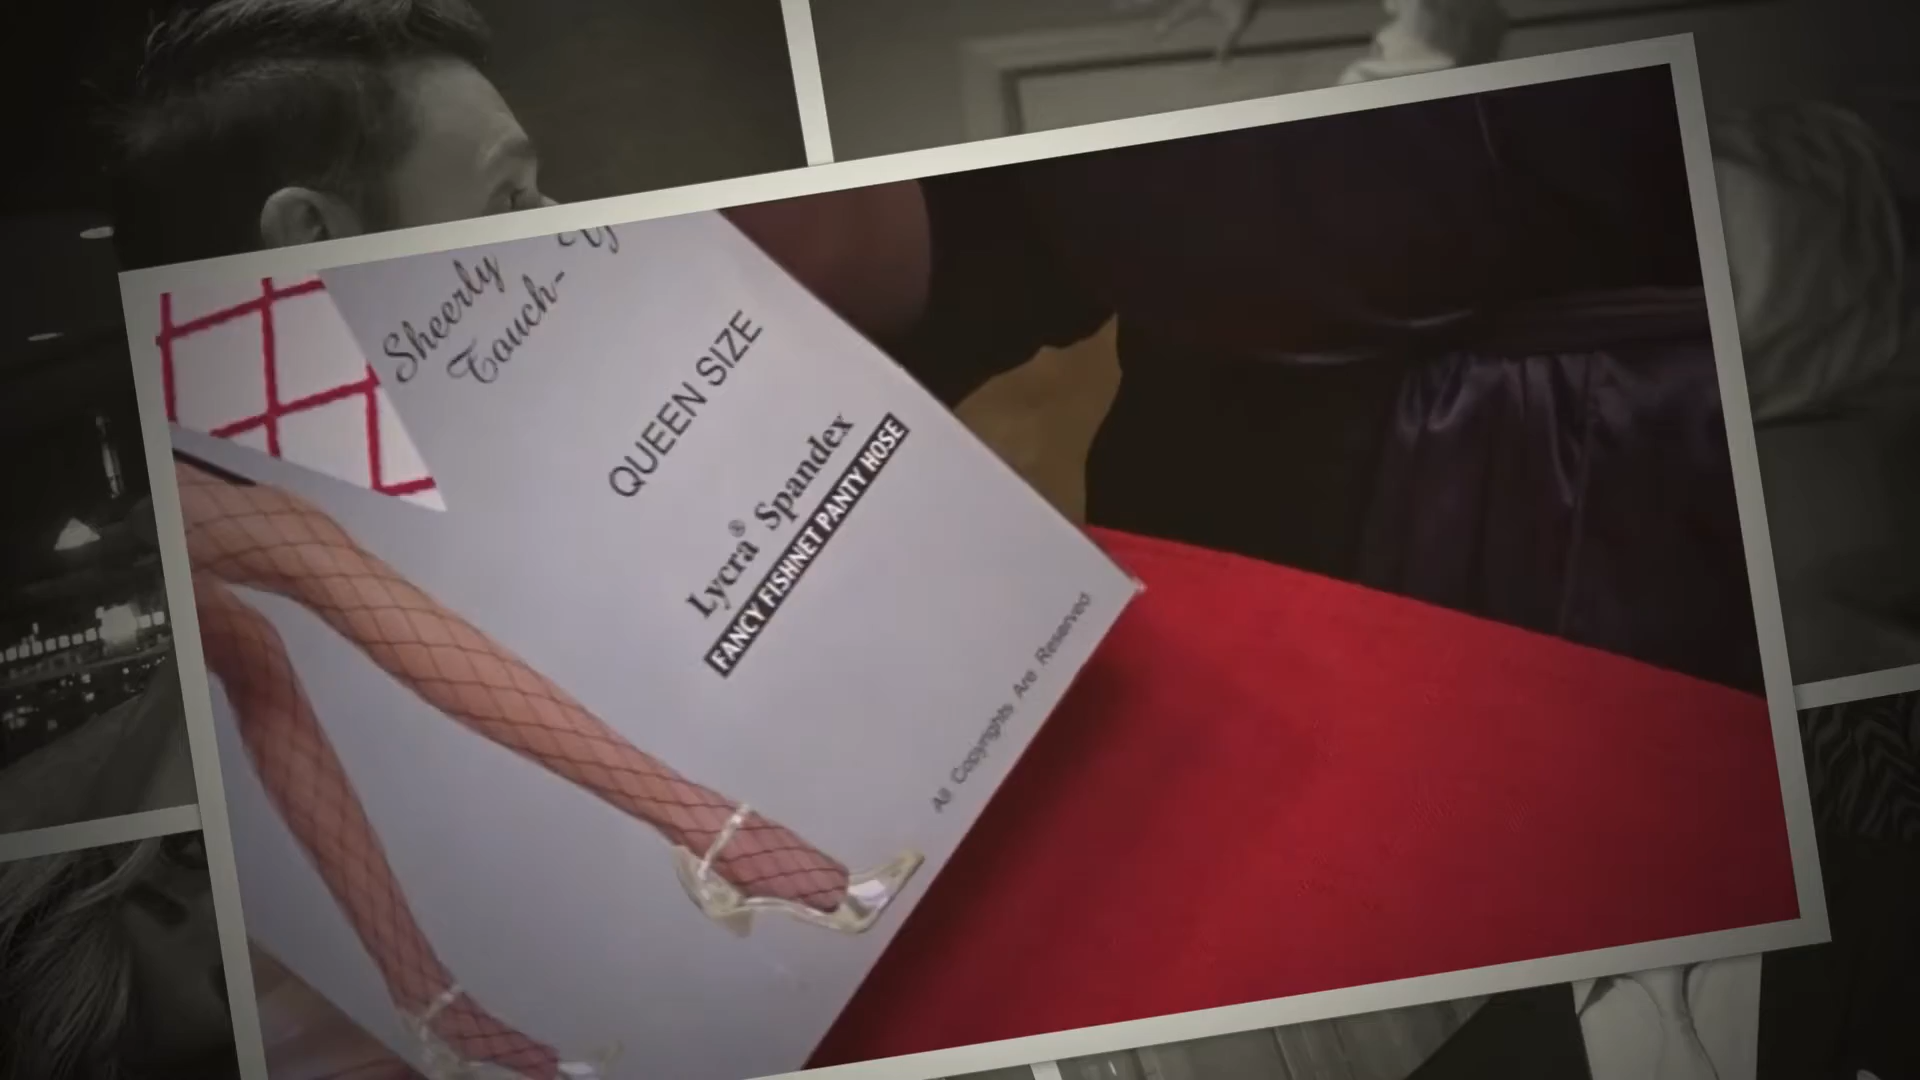 Sheerly
Touch-
QUEEN SIZE
Lycra® Spandex
FANCY FISHNET PANTY HOSE
All Copyrights Are Reserved